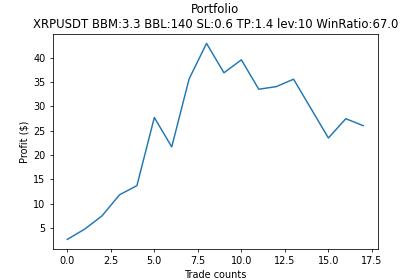 Portfolio
XRPUSDT BBM:3.3 BBL:140 SL:0.6 TP:1.4 lev:10 WinRatio:67.0
40
35
30
25
20
15
10
5
Profit ($)
0.0 2.5 5.0 7.5 10.0 12.5 15.0 17.5
Trade counts